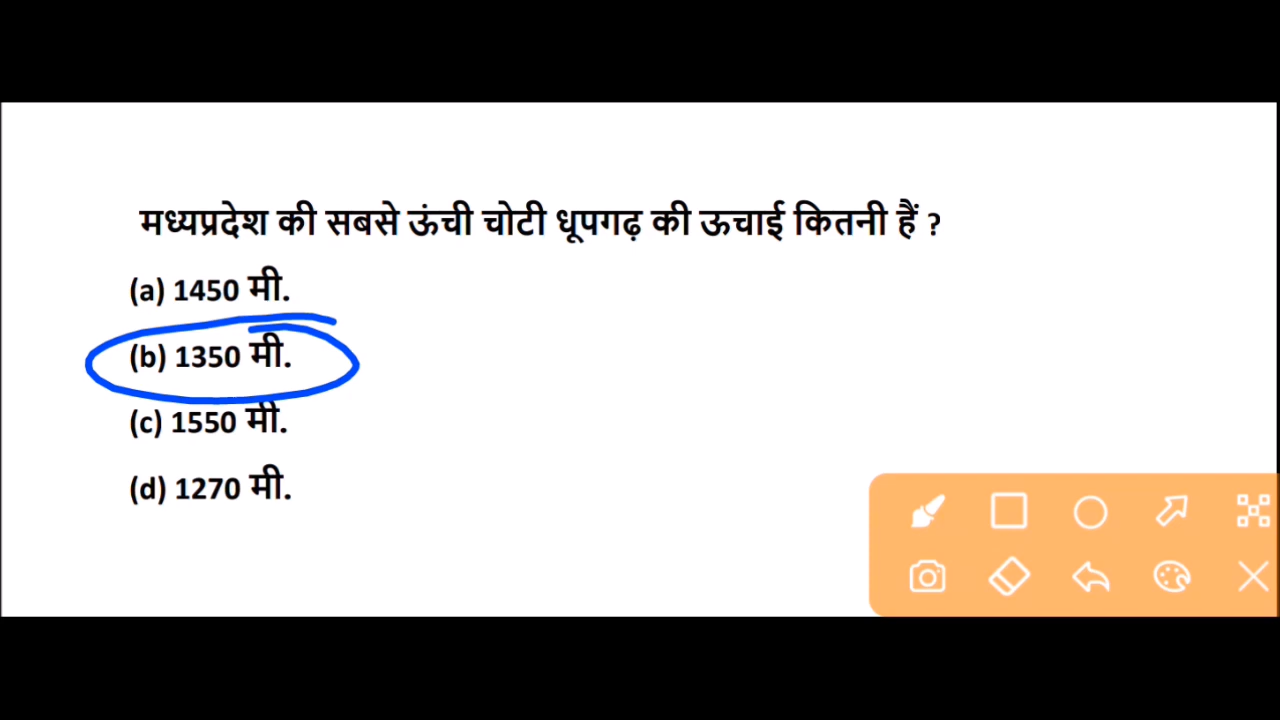 मध्यप्रदेश की सबसे ऊंची चोटी धूपगढ़ की ऊचाई कितनी हैं ?
(a) 1450 मी.
(b) 1350 मी.
(c) 1550 मी.
(d) 1270 मी.